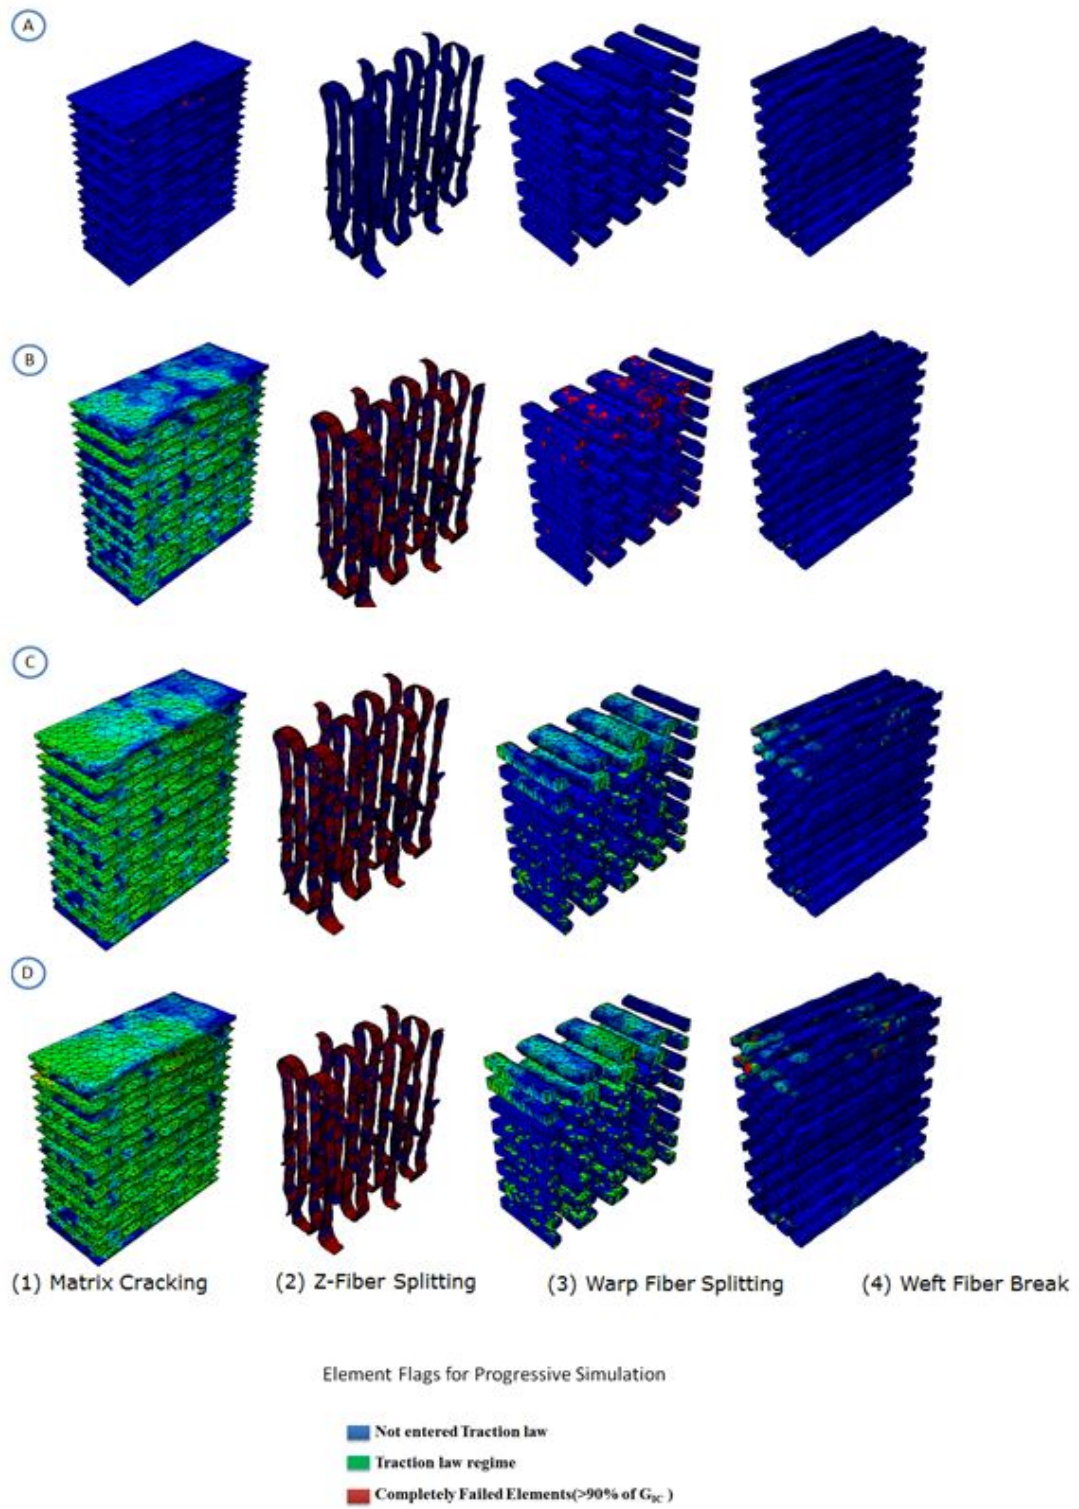 A
B
C
D
(1) Matrix Cracking
(2) Z-Fiber Splitting
(3) Warp Fiber Splitting
(4) Weft Fiber Break
Element Flags for Progressive Simulation
Not entered Traction law
Traction law regime
Completely Failed Elements(>90% of GIC )